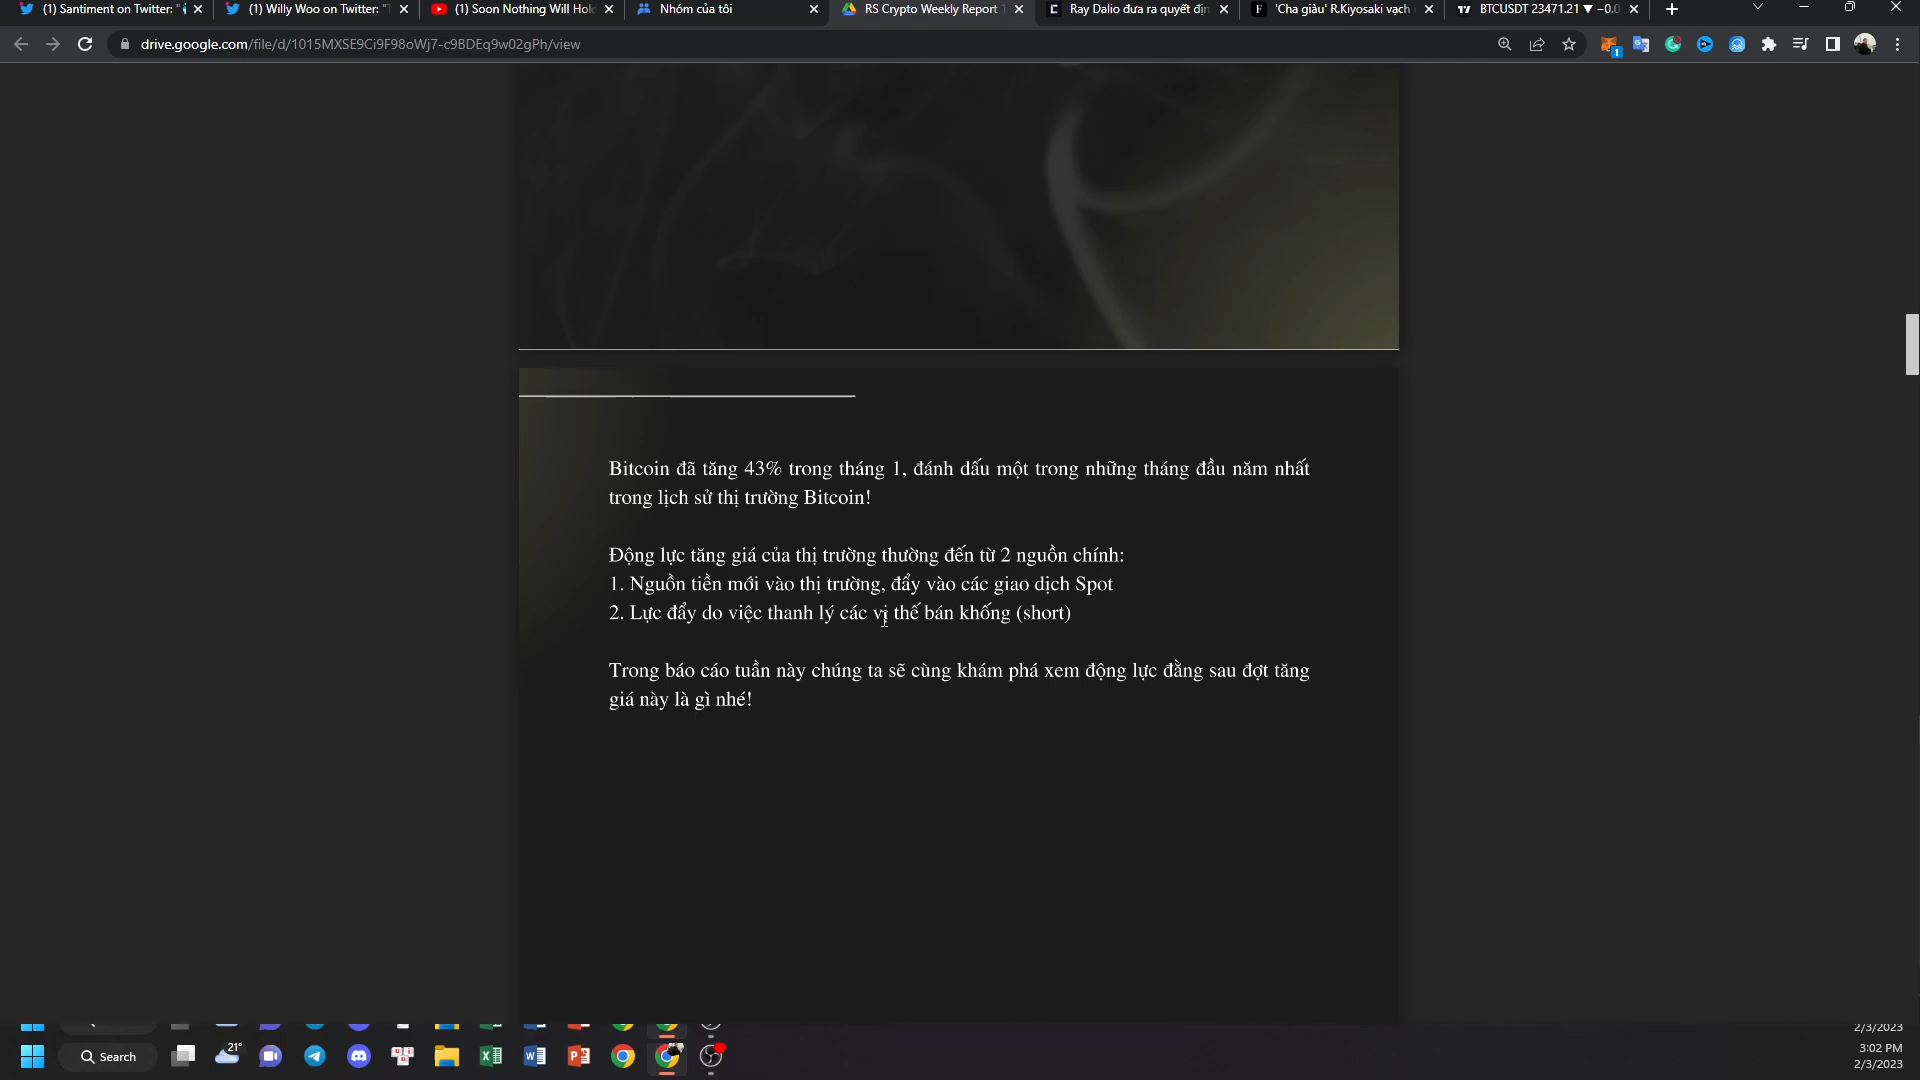 (1) Santiment on Twitter: "
(1) Willy Woo on Twitter: "
(1) Soon Nothing Will Hold
Nhóm của tôi
RS Crypto Weekly Report
Ray Dalio đưa ra quyết địn
'Cha giàu' R.Kiyosaki vạch
BTCUSDT 23471.21 ▼ −0.0
drive.google.com/file/d/1015MXSE9Ci9F98oWj7-c9BDEq9w02gPh/view
1
Bitcoin đã tăng 43% trong tháng 1, đánh dấu một trong những tháng đầu năm nhất
trong lịch sử thị trường Bitcoin!
Động lực tăng giá của thị trường thường đến từ 2 nguồn chính:
1. Nguồn tiền mới vào thị trường, đẩy vào các giao dịch Spot
2. Lực đẩy do việc thanh lý các vị thế bán khống (short)
Trong báo cáo tuần này chúng ta sẽ cùng khám phá xem động lực đằng sau đợt tăng
giá này là gì nhé!
2/3/2023
Search
21°
3:02 PM
2/3/2023